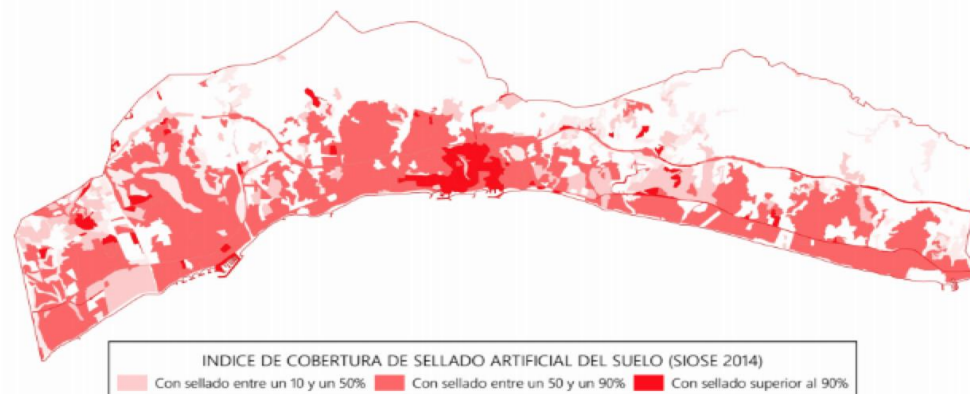 INDICE DE COBERTURA DE SELLADO ARTIFICIAL DEL SUELO (SIOSE 2014)
Con sellado entre un 10 y un 50% Con sellado entre un 50 y un 90% Con sellado superior al 90%